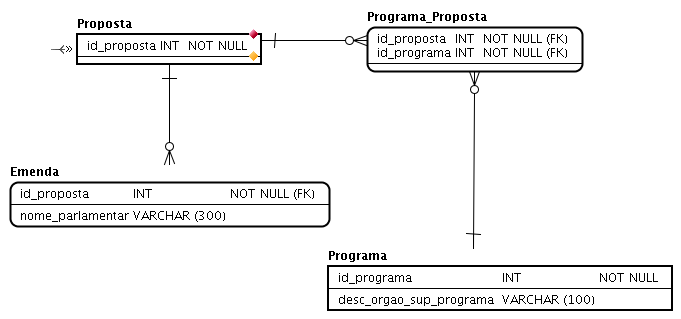 Proposta
id_proposta INT NOT NULL
Programa_Proposta
id_proposta INT NOT NULL (FK)
id_programa INT NOT NULL (FK)
Emenda
id_proposta INT NOT NULL (FK)
nome_parlamentar VARCHAR (300)
Programa
id_programa INT NOT NULL
desc_orgao_sup_programa VARCHAR (100)